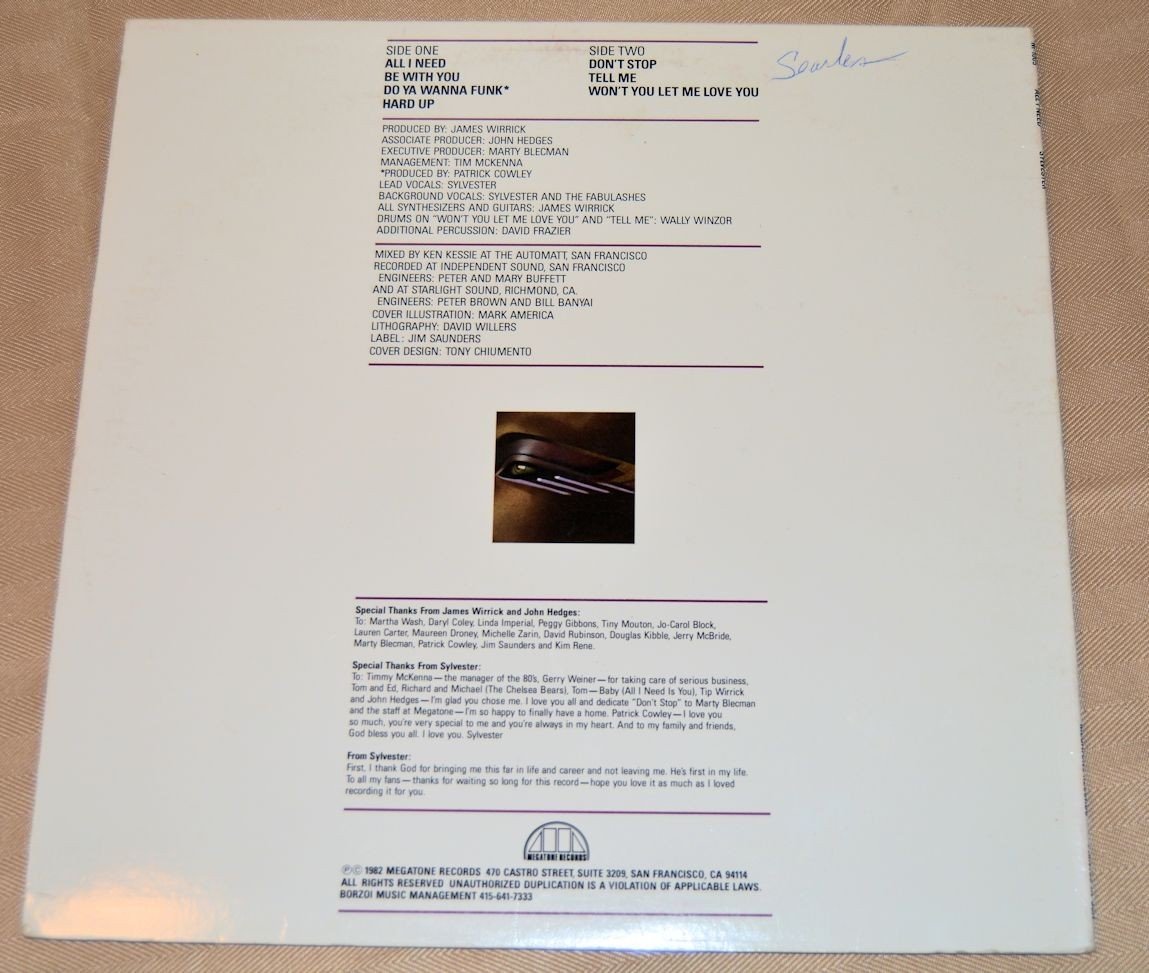 SIDE ONE
ALL I NEED
BE WITH YOU
DO YA WANNA FUNK*
HARD UP
SIDE TWO
DON'T STOP
TELL ME
WON'T YOU LET ME LOVE YOU
PRODUCED BY: JAMES WIRRICK
ASSOCIATE PRODUCER: JOHN HEDGES
EXECUTIVE PRODUCER: MARTY BLECMAN
MANAGEMENT: TIM MCKENNA
*PRODUCED BY: PATRICK COWLEY
LEAD VOCALS: SYLVESTER
BACKGROUND VOCALS: SYLVESTER AND THE FABULASHES
ALL SYNTHESIZERS AND GUITARS: JAMES WIRRICK
DRUMS ON "WON'T YOU LET ME LOVE YOU" AND "TELL ME": WALLY WINZOR
ADDITIONAL PERCUSSION: DAVID FRAZIER
MIXED BY KEN KESSIE AT THE AUTOMATT, SAN FRANCISCO
RECORDED AT INDEPENDENT SOUND, SAN FRANCISCO
ENGINEERS: PETER AND MARY BUFFETT
AND AT STARLIGHT SOUND, RICHMOND, CA.
ENGINEERS: PETER BROWN AND BILL BANYAI
COVER ILLUSTRATION: MARK AMERICA
LITHOGRAPHY: DAVID WILLERS
LABEL: JIM SAUNDERS
COVER DESIGN: TONY CHIUMENTO
Special Thanks From James Wirrick and John Hedges:
To: Martha Wash, Daryl Coley, Linda Imperial, Peggy Gibbons, Tiny Mouton, Jo-Carol Block,
Lauren Carter, Maureen Droney, Michelle Zarin, David Rubinson, Douglas Kibble, Jerry McBride,
Marty Blecman, Patrick Cowley, Jim Saunders and Kim Rene.
Special Thanks From Sylvester:
To: Timmy McKenna—the manager of the 80's, Gerry Weiner—for taking care of serious business,
Tom and Ed, Richard and Michael (The Chelsea Bears), Tom—Baby (All I Need Is You), Tip Wirrick
and John Hedges—I'm glad you chose me. I love you all and dedicate "Don't Stop" to Marty Blecman
and the staff at Megatone—I'm so happy to finally have a home. Patrick Cowley—I love you
so much, you're very special to me and you're always in my heart. And to my family and friends,
God bless you all. I love you. Sylvester
From Sylvester:
First, I thank God for bringing me this far in life and career and not leaving me. He's first in my life.
To all my fans—thanks for waiting so long for this record—hope you love it as much as I loved
recording it for you.
MEGATONE RECORDS
Ⓟ© 1982 MEGATONE RECORDS 470 CASTRO STREET, SUITE 3209, SAN FRANCISCO, CA 94114
ALL RIGHTS RESERVED UNAUTHORIZED DUPLICATION IS A VIOLATION OF APPLICABLE LAWS.
BORZOI MUSIC MANAGEMENT 415-641-7333
ALL I NEED
SYLVESTER